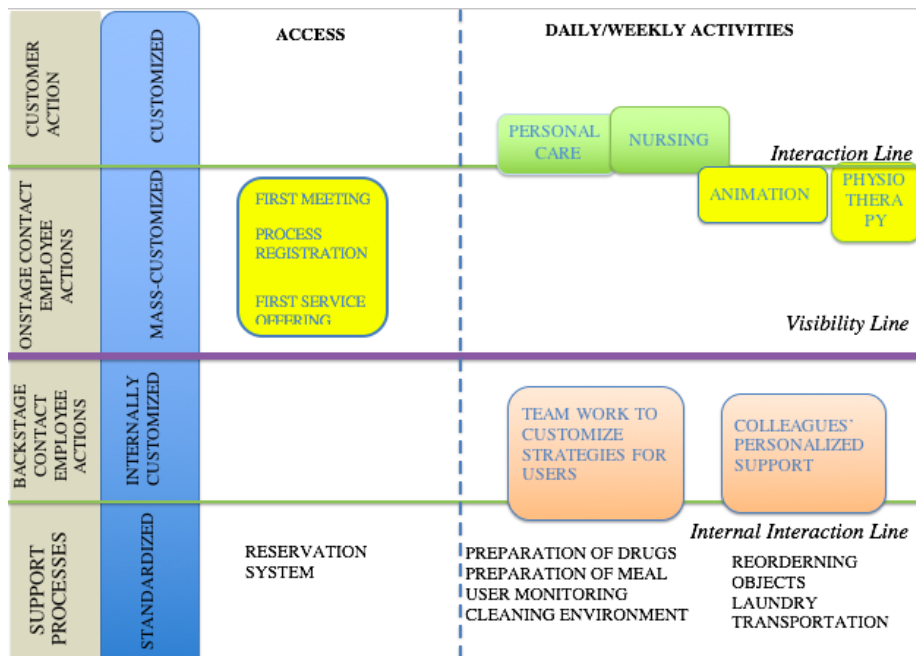 ACCESS
DAILY/WEEKLY ACTIVITIES
CUSTOMER
ACTION
CUSTOMIZED
PERSONAL
CARE
NURSING
Interaction Line
ONSTAGE CONTACT
EMPLOYEE
ACTIONS
MASS-CUSTOMIZED
FIRST MEETING
PROCESS
REGISTRATION
FIRST SERVICE
OFFERING
ANIMATION
PHYSIO
THERA
PY
Visibility Line
BACKSTAGE
CONTACT
EMPLOYEE
ACTIONS
INTERNALLY
CUSTOMIZED
TEAM WORK TO
CUSTOMIZE
STRATEGIES FOR
USERS
COLLEAGUES'
PERSONALIZED
SUPPORT
Internal Interaction Line
SUPPORT
PROCESSES
STANDARDIZED
RESERVATION
SYSTEM
PREPARATION OF DRUGS
PREPARATION OF MEAL
USER MONITORING
CLEANING ENVIRONMENT
REORDERNING
OBJECTS
LAUNDRY
TRANSPORTATION